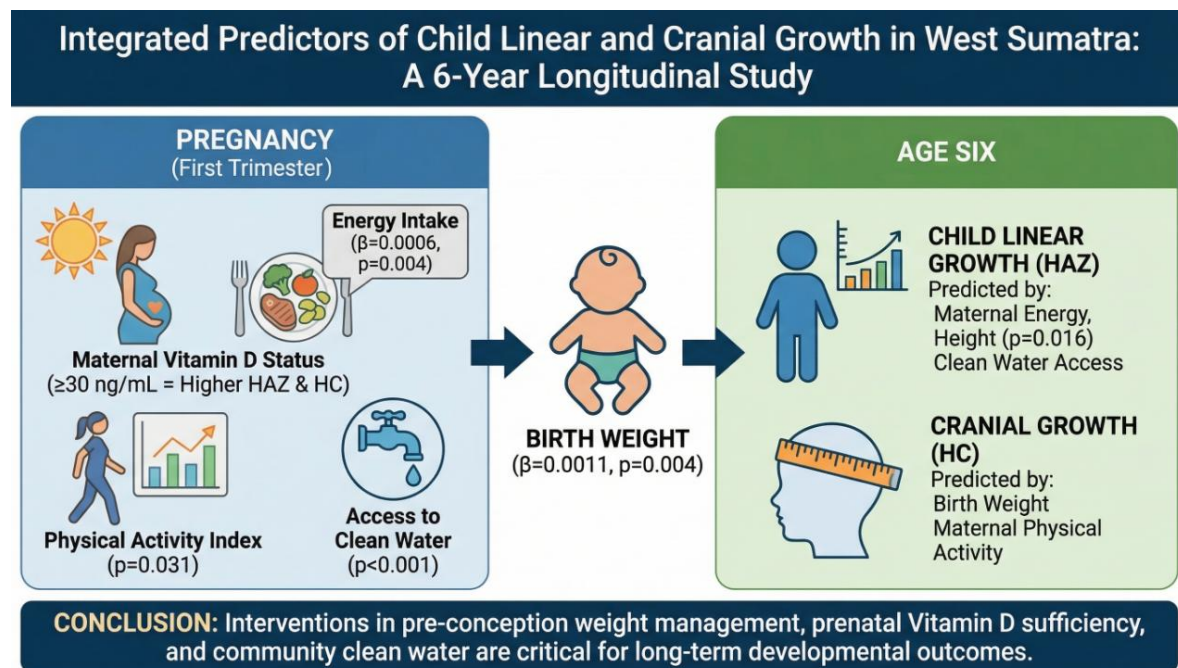 Integrated Predictors of Child Linear and Cranial Growth in West Sumatra:
A 6-Year Longitudinal Study
PREGNANCY
(First Trimester)
Energy Intake
(β=0.0006,
p=0.004)
Maternal Vitamin D Status
(≥30 ng/mL = Higher HAZ & HC)
Physical Activity Index
(p=0.031)
Access to
Clean Water
(p<0.001)
BIRTH WEIGHT
(β=0.0011, p=0.004)
AGE SIX
CHILD LINEAR
GROWTH (HAZ)
Predicted by:
Maternal Energy,
Height (p=0.016)
Clean Water Access
CRANIAL GROWTH
(HC)
Predicted by:
Birth Weight
Maternal Physical
Activity
CONCLUSION: Interventions in pre-conception weight management, prenatal Vitamin D sufficiency,
and community clean water are critical for long-term developmental outcomes.